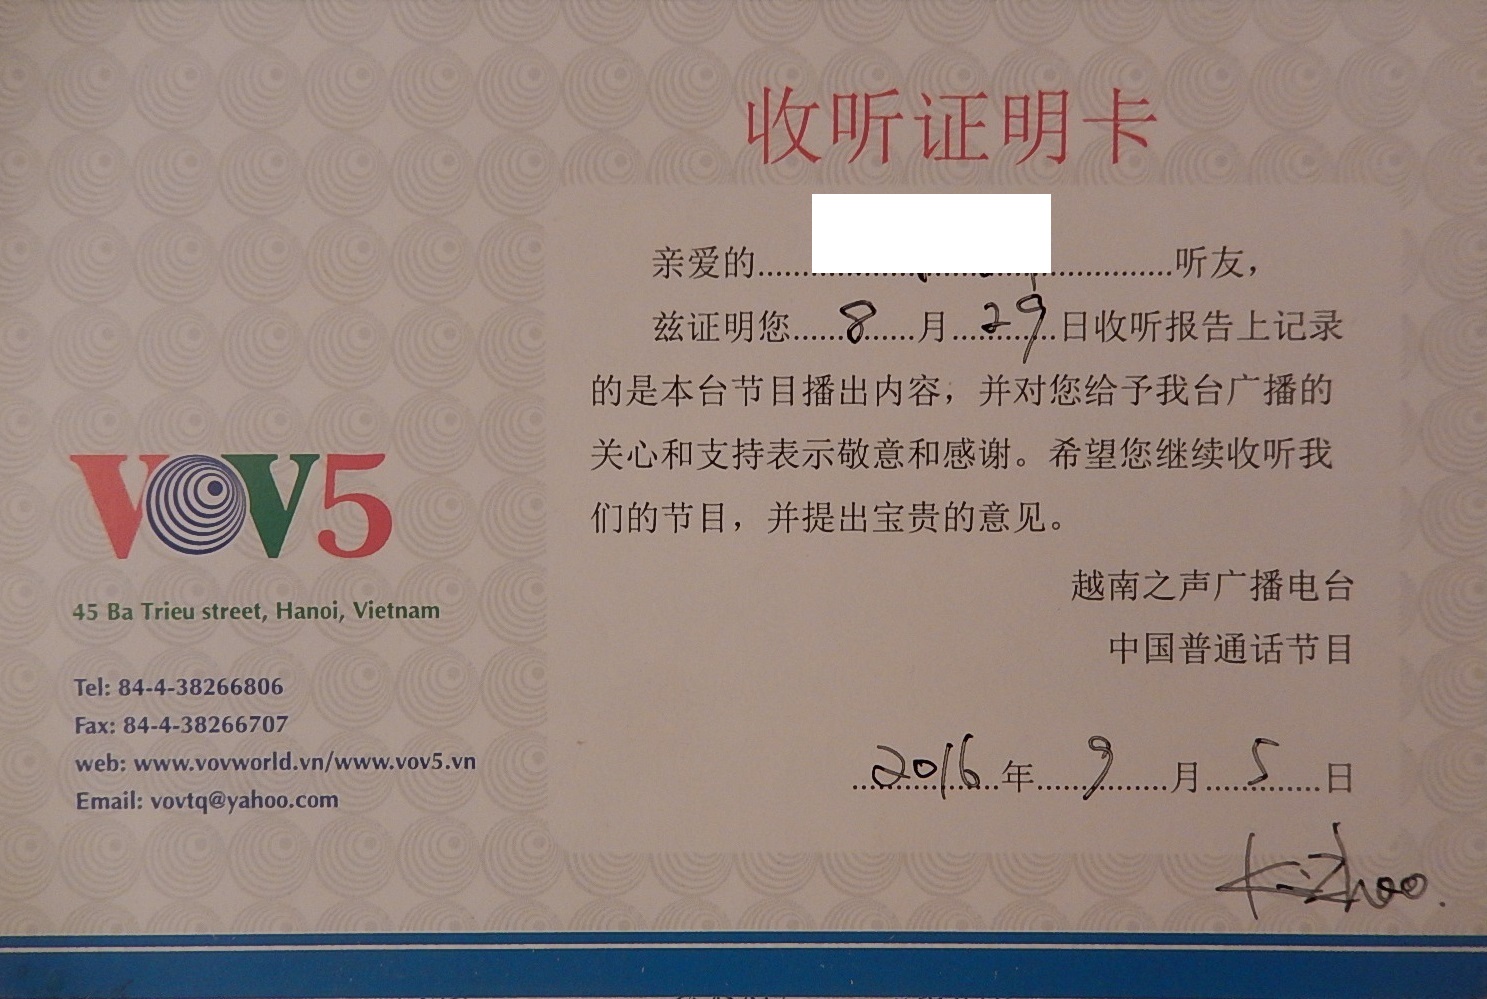 收听证明卡
亲爱的........................................听友，
兹证明您......8......月...29...日收听报告上记录
的是本台节目播出内容，并对您给予我台广播的
关心和支持表示敬意和感谢。希望您继续收听我
们的节目，并提出宝贵的意见。
越南之声广播电台
中国普通话节目
...2016...年......9......月......5......日
VOV5
45 Ba Trieu street, Hanoi, Vietnam
Tel: 84-4-38266806
Fax: 84-4-38266707
web: www.vovworld.vn/www.vov5.vn
Email: vovtq@yahoo.com